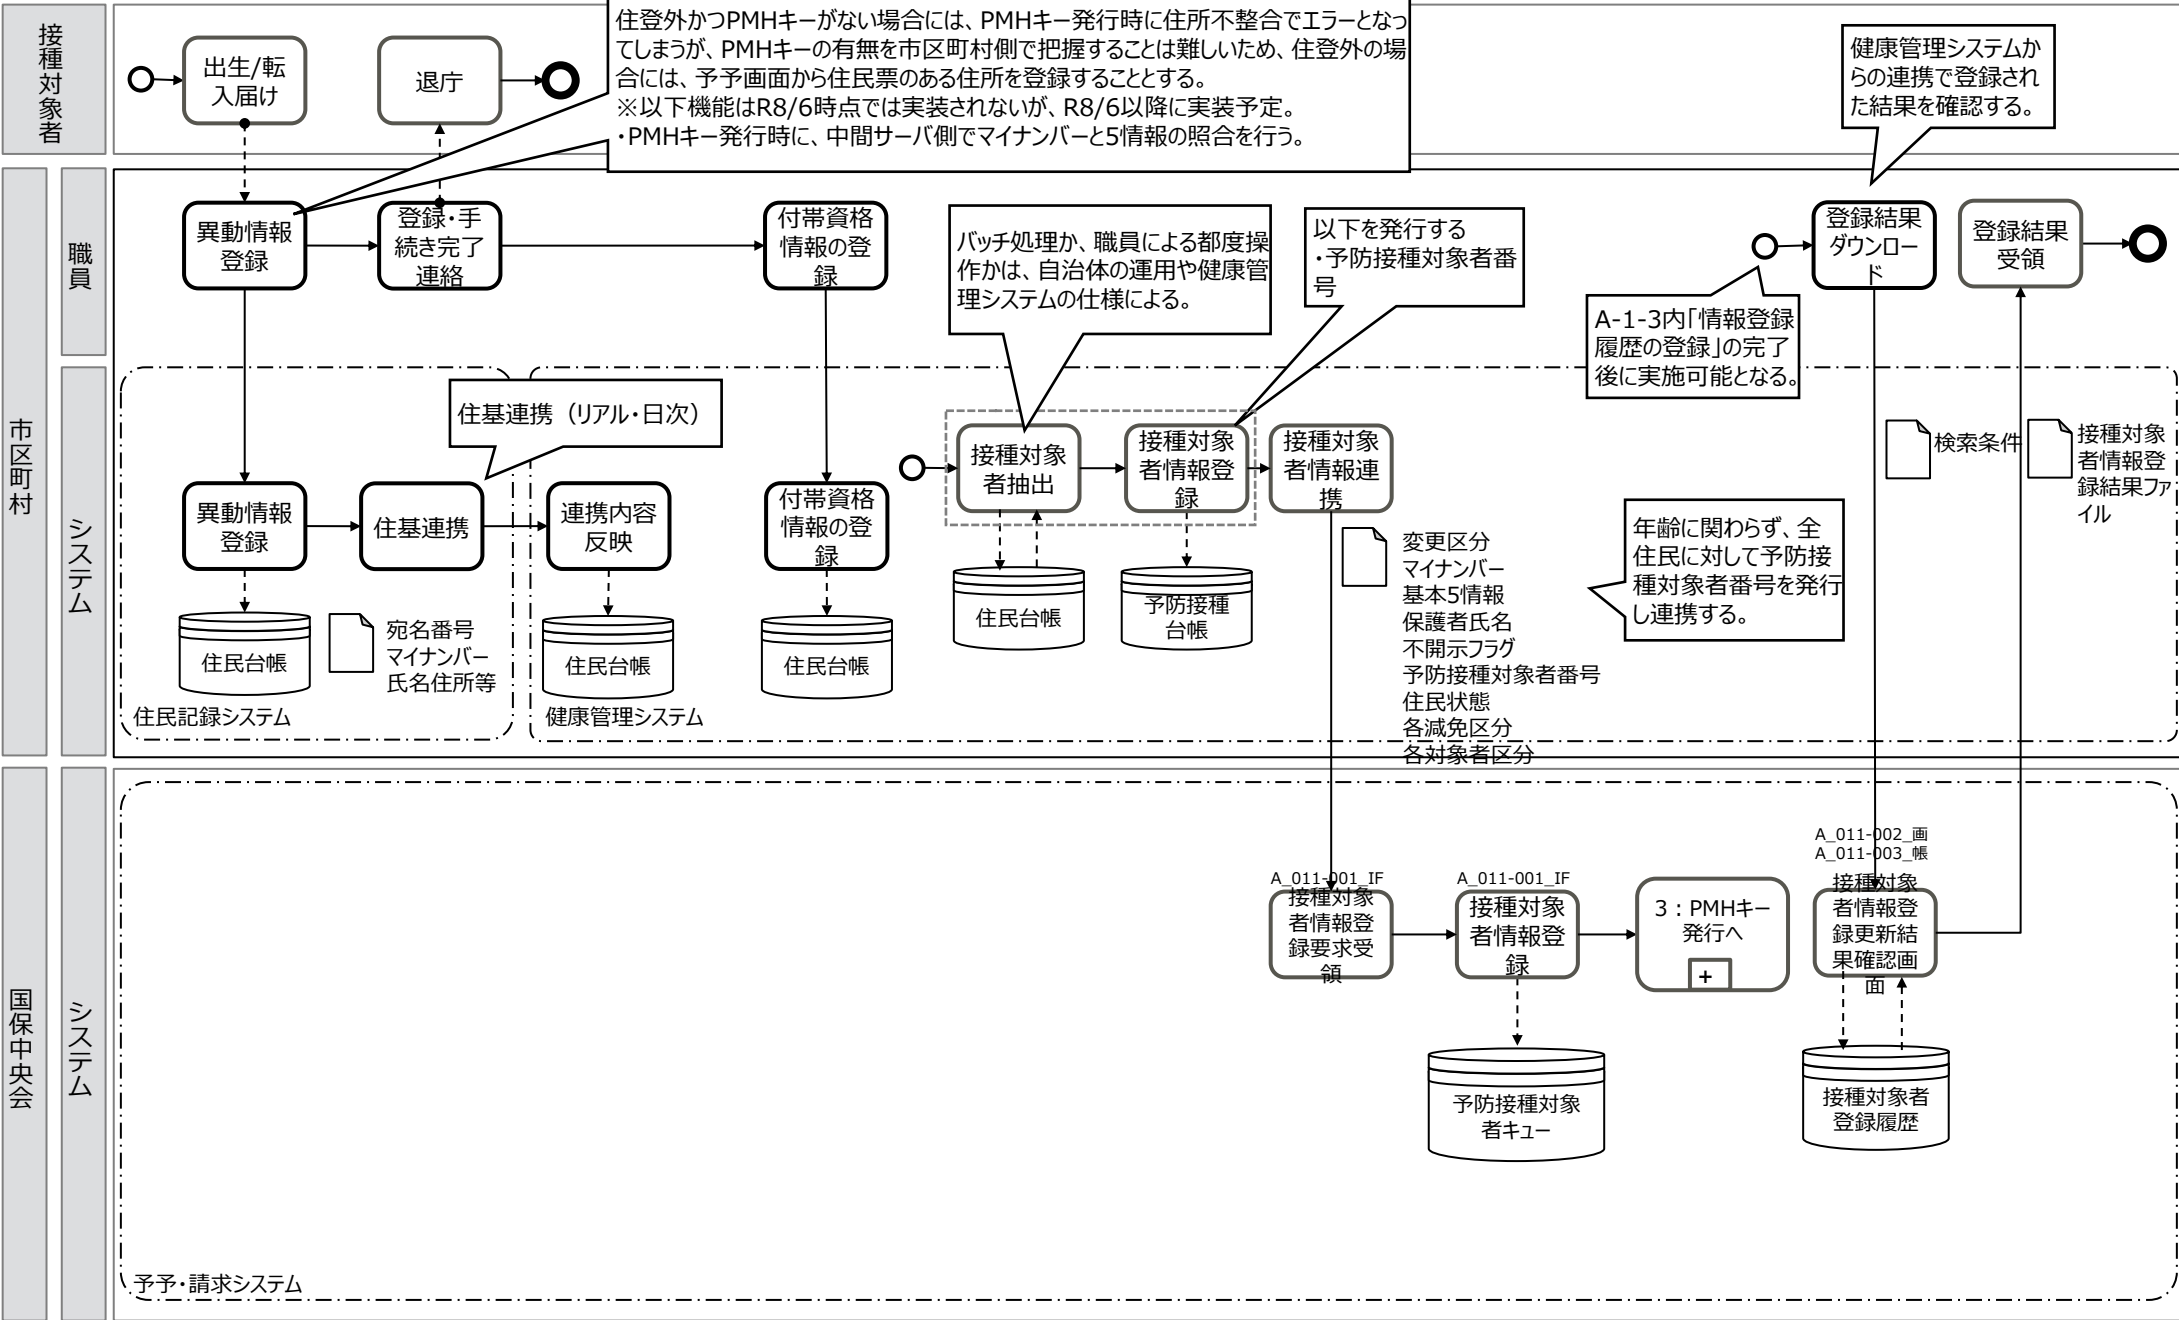 接種対象者
出生/転
入届け
退庁
住登外かつPMHキーがない場合には、PMHキー発行時に住所不整合でエラーとなっ
てしまうが、PMHキーの有無を市区町村側で把握することは難しいため、住登外の場
合には、予予画面から住民票のある住所を登録することとする。
※以下機能はR8/6時点では実装されないが、R8/6以降に実装予定。
・PMHキー発行時に、中間サーバ側でマイナンバーと5情報の照合を行う。
健康管理システムか
らの連携で登録され
た結果を確認する。
市区町村
職員
異動情報
登録
登録・手
続き完了
連絡
付帯資格
情報の登
録
バッチ処理か、職員による都度操
作かは、自治体の運用や健康管
理システムの仕様による。
以下を発行する
・予防接種対象者番
号
登録結果
ダウンロー
ド
登録結果
受領
A-1-3内「情報登録
履歴の登録」の完了
後に実施可能となる。
システム
住基連携（リアル・日次）
異動情報
登録
住基連携
連携内容
反映
付帯資格
情報の登
録
接種対象
者抽出
接種対象
者情報登
録
接種対象
者情報連
携
検索条件
接種対象
者情報登
録結果ファ
イル
住民台帳
宛名番号
マイナンバー
氏名住所等
住民台帳
住民台帳
住民台帳
予防接種
台帳
変更区分
マイナンバー
基本5情報
保護者氏名
不開示フラグ
予防接種対象者番号
住民状態
各減免区分
各対象者区分
年齢に関わらず、全
住民に対して予防接
種対象者番号を発行
し連携する。
住民記録システム
健康管理システム
国保中央会
システム
A_011-001_IF
接種対象
者情報登
録要求受
領
A_011-001_IF
接種対象
者情報登
録
3：PMHキー
発行へ
+
A_011-002_画
A_011-003_帳
接種対象
者情報登
録更新結
果確認画
面
予防接種対象
者キュー
接種対象者
登録履歴
予予・請求システム